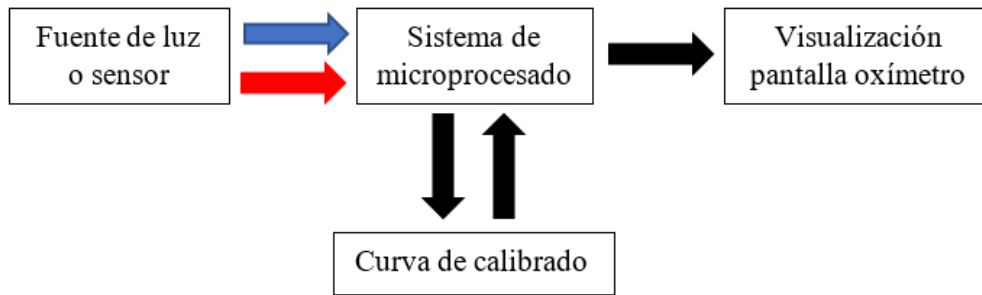 Fuente de luz
o sensor
Sistema de
microprocesado
Visualización
pantalla oxímetro
Curva de calibrado